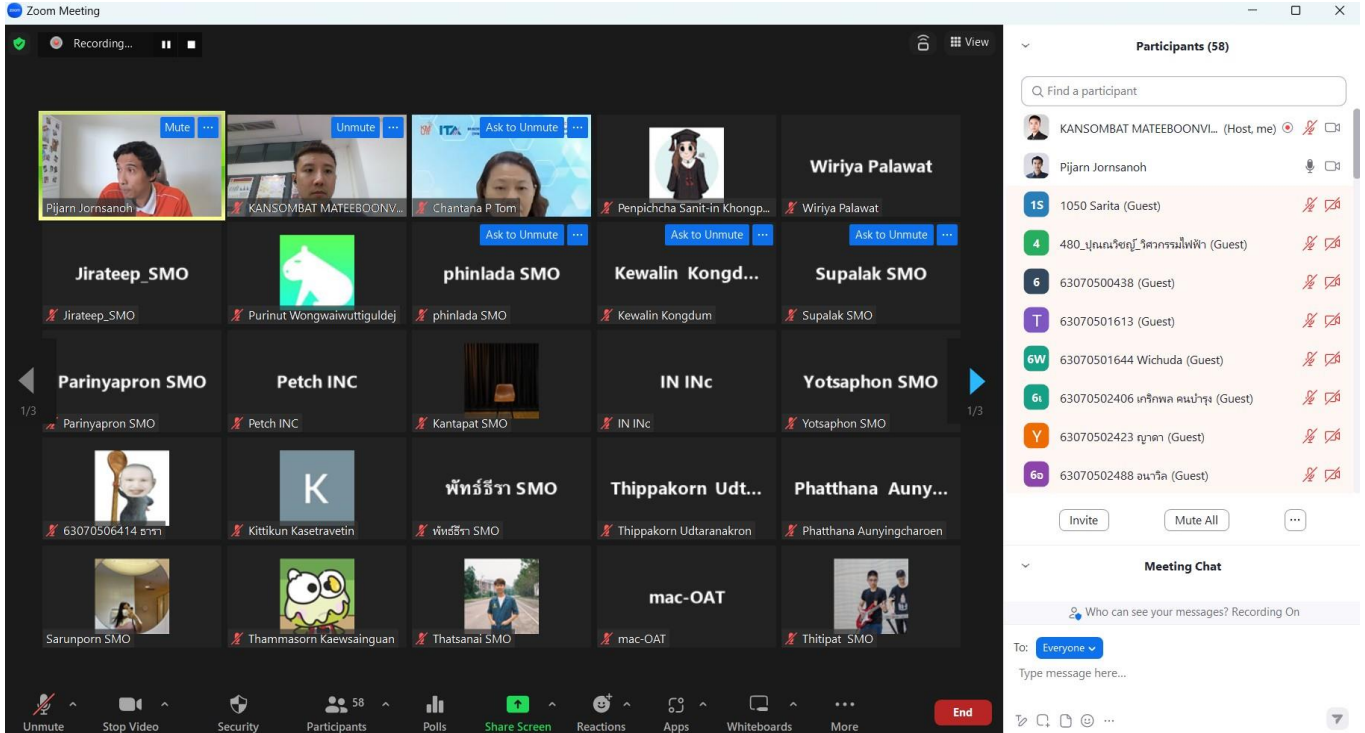 Zoom Meeting
Recording...
View
Mute
Pijarn Jornsanoh
Unmute
KANSOMBAT MATEEBOONV...
ITA
Ask to Unmute
Chantana P Tom
Penpichcha Sanit-in Khongp...
Wiriya Palawat
Wiriya Palawat
Jirateep_SMO
Jirateep_SMO
Purinut Wongwaiwuttiguldej
Ask to Unmute
phinlada SMO
phinlada SMO
Ask to Unmute
Kewalin Kongd...
Kewalin Kongdum
Ask to Unmute
Supalak SMO
Supalak SMO
1/3
Parinyapron SMO
Parinyapron SMO
Petch INC
Petch INC
Kantapat SMO
IN INc
IN INc
Yotsaphon SMO
Yotsaphon SMO
1/3
63070506414 ธารา
K
Kittikun Kasetravetin
พัทธ์ธีรา SMO
พัทธ์ธีรา SMO
Thippakorn Udt...
Thippakorn Udtaranakron
Phatthana Auny...
Phatthana Aunyingcharoen
Sarunporn SMO
Thammasorn Kaewsainguan
Thatsanai SMO
mac-OAT
mac-OAT
Thitipat SMO
Unmute
Stop Video
Security
58
Participants
Polls
Share Screen
Reactions
Apps
Whiteboards
More
End
Participants (58)
Find a participant
KANSOMBAT MATEEBOONVI... (Host, me)
Pijarn Jornsanoh
1S 1050 Sarita (Guest)
4 480_ปุณณวิชญ์_วิศวกรรมไฟฟ้า (Guest)
6 63070500438 (Guest)
T 63070501613 (Guest)
6W 63070501644 Wichuda (Guest)
6เ 63070502406 เกริกพล คนบำรุง (Guest)
Y 63070502423 ญาดา (Guest)
6อ 63070502488 อนาวิล (Guest)
Invite
Mute All
Meeting Chat
Who can see your messages? Recording On
To: Everyone
Type message here...